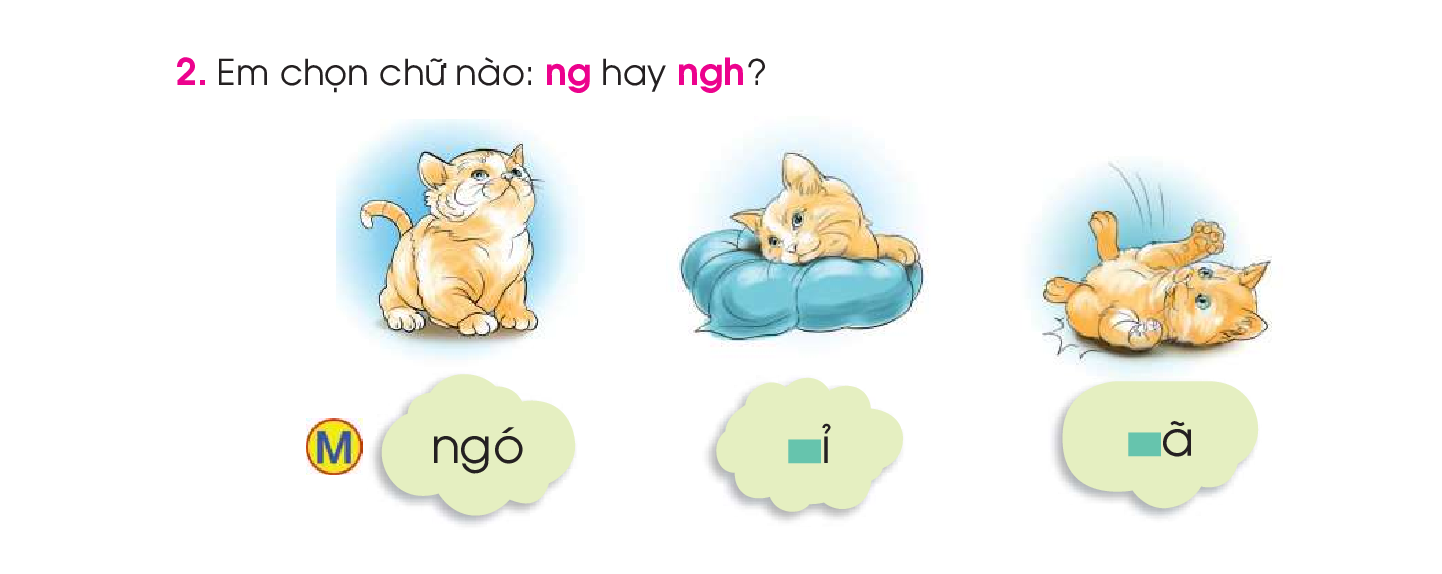 2. Em chọn chữ nào: ng hay ngh?
M ngó ỉ ã